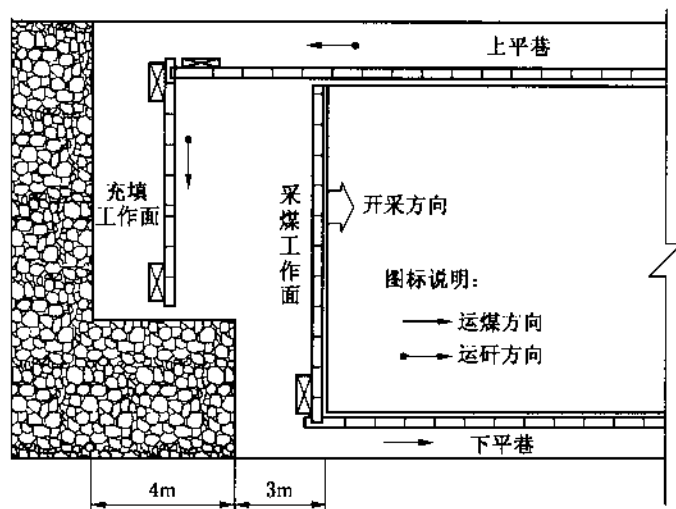 上平巷
充填
工作面
采煤工作面
开采方向
图标说明：
运煤方向
运矸方向
下平巷
4m
3m